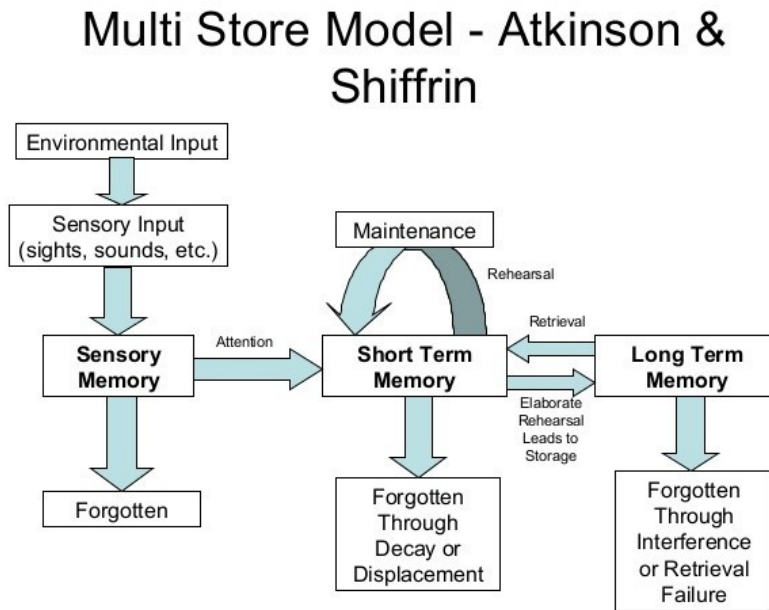 Multi Store Model - Atkinson &
Shiffrin
Environmental Input
Sensory Input
(sights, sounds, etc.)
Maintenance
Rehearsal
Sensory
Memory
Attention
Short Term
Memory
Retrieval
Elaborate
Rehearsal
Leads to
Storage
Long Term
Memory
Forgotten
Forgotten
Through
Decay or
Displacement
Forgotten
Through
Interference
or Retrieval
Failure